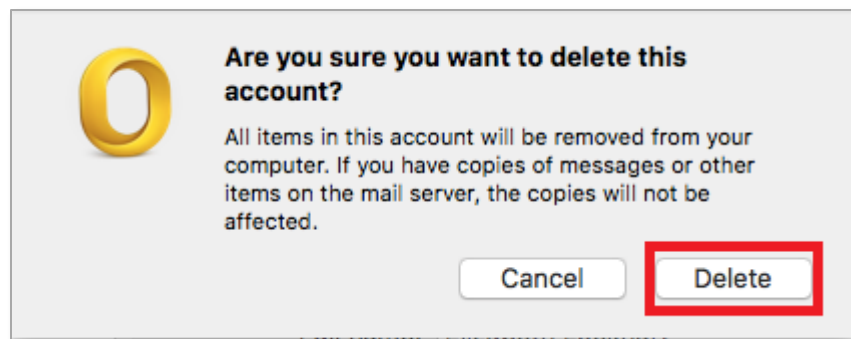 Are you sure you want to delete this
account?
All items in this account will be removed from your
computer. If you have copies of messages or other
items on the mail server, the copies will not be
affected.
Cancel Delete